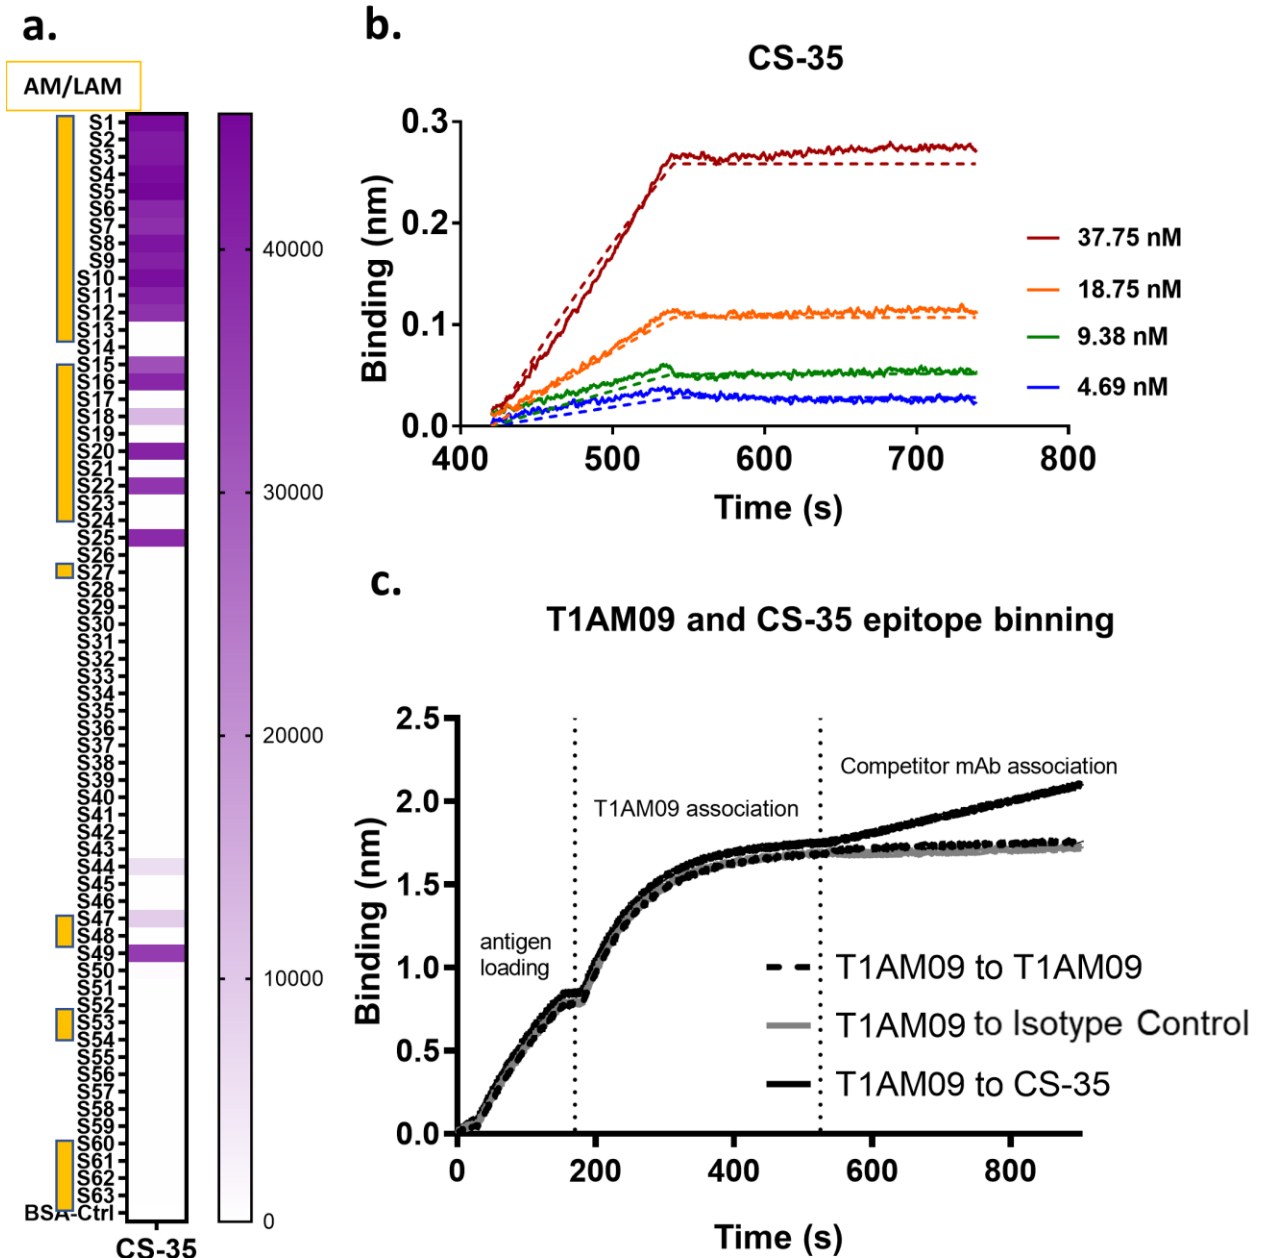 a.
AM/LAM
S1
S2
S3
S4
S5
S6
S7
S8
S9
S10
S11
S12
S13
S14
S15
S16
S17
S18
S19
S20
S21
S22
S23
S24
S25
S26
S27
S28
S29
S30
S31
S32
S33
S34
S35
S36
S37
S38
S39
S40
S41
S42
S43
S44
S45
S46
S47
S48
S49
S50
S51
S52
S53
S54
S55
S56
S57
S58
S59
S60
S61
S62
S63
BSA-Ctrl
CS-35
40000
30000
20000
10000
0
b.
CS-35
Binding (nm)
0.3
0.2
0.1
0.0
400 500 600 700 800
Time (s)
37.75 nM
18.75 nM
9.38 nM
4.69 nM
c.
T1AM09 and CS-35 epitope binning
Binding (nm)
2.5
2.0
1.5
1.0
0.5
0.0
0 200 400 600 800
Time (s)
antigen
loading
T1AM09 association
Competitor mAb association
T1AM09 to T1AM09
T1AM09 to Isotype Control
T1AM09 to CS-35